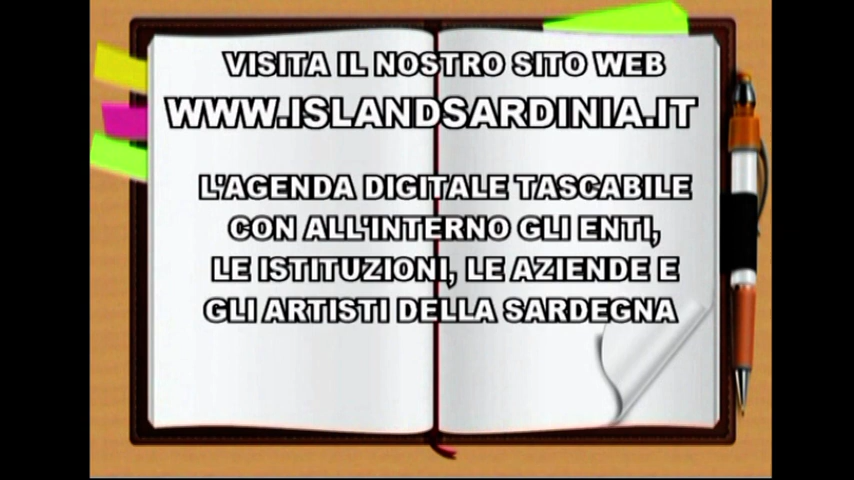 VISITA IL NOSTRO SITO WEB
WWW.ISLANDSARDINIA.IT
L'AGENDA DIGITALE TASCABILE
CON ALL'INTERNO GLI ENTI,
LE ISTITUZIONI, LE AZIENDE E
GLI ARTISTI DELLA SARDEGNA